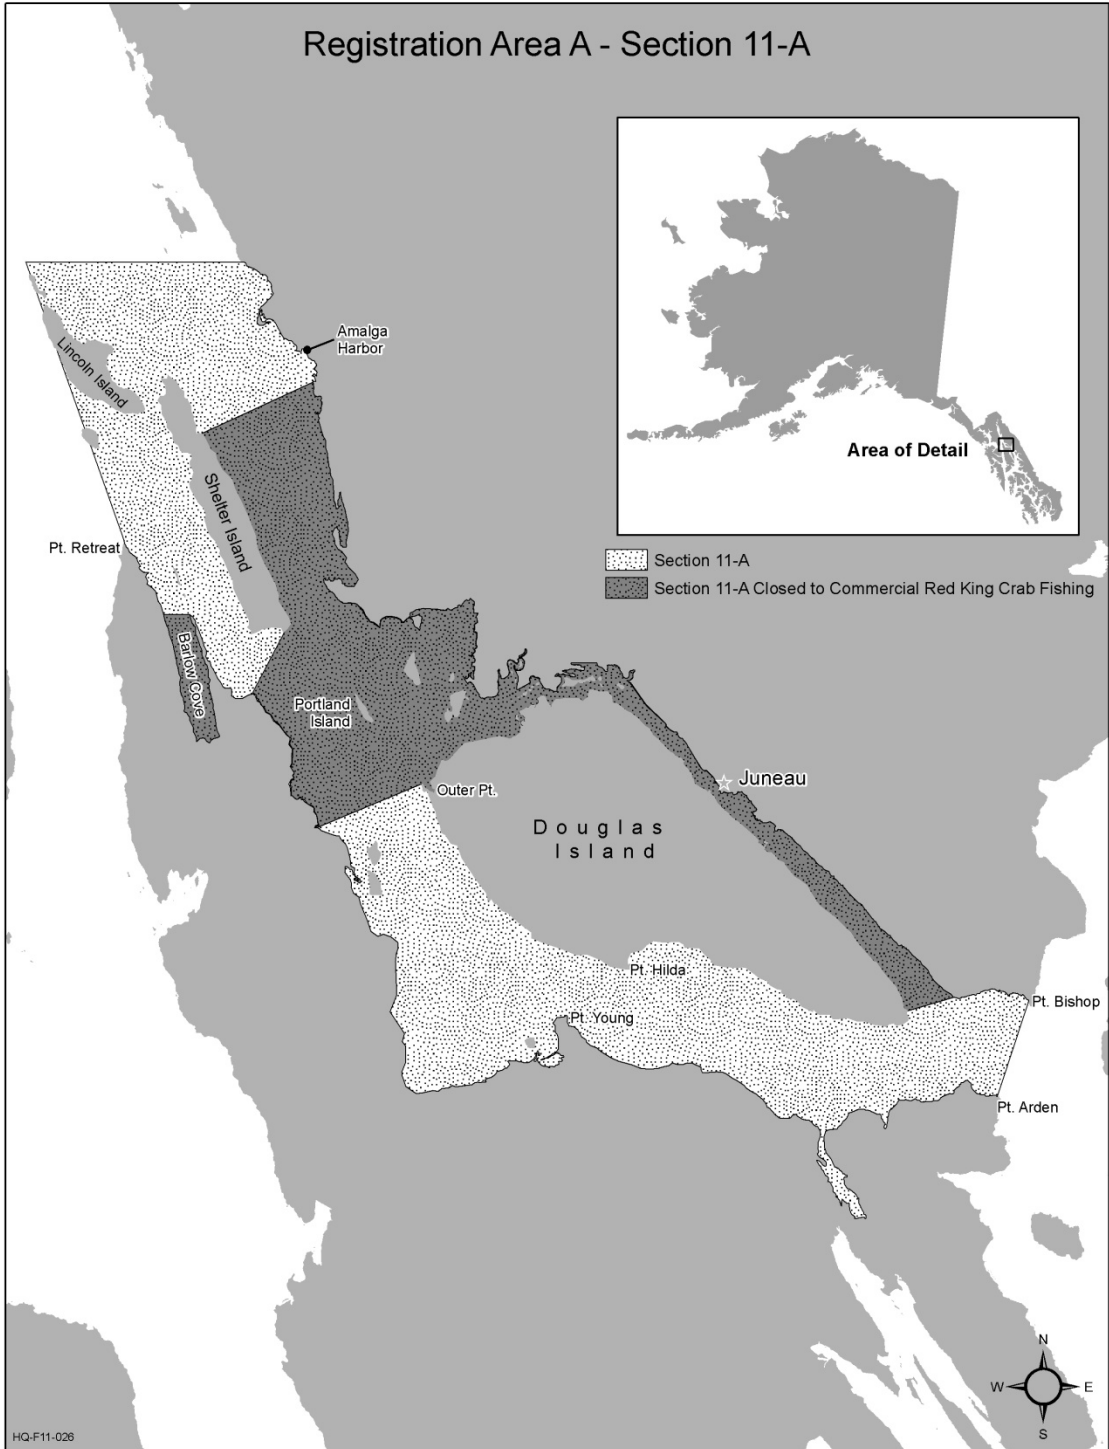 Registration Area A - Section 11-A
Area of Detail
Amalga
Harbor
Lincoln Island
Shelter Island
Pt. Retreat
Section 11-A
Section 11-A Closed to Commercial Red King Crab Fishing
Barlow Cove
Portland
Island
Outer Pt.
Juneau
Douglas
Island
Pt. Hilda
Pt. Bishop
Pt. Young
Pt. Arden
N
W
E
S
HQ-F11-026